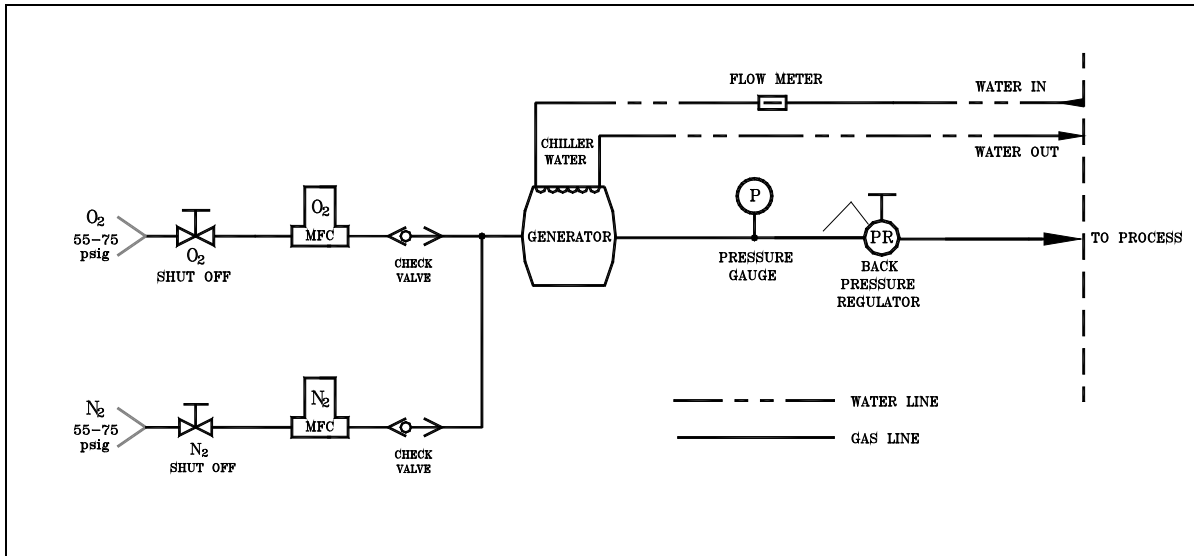 FLOW METER
WATER IN
CHILLER
WATER
WATER OUT
O2
55-75
psig
O2
SHUT OFF
O2
MFC
CHECK
VALVE
GENERATOR
P
PRESSURE
GAUGE
PR
BACK
PRESSURE
REGULATOR
TO PROCESS
N2
55-75
psig
N2
SHUT OFF
N2
MFC
CHECK
VALVE
WATER LINE
GAS LINE